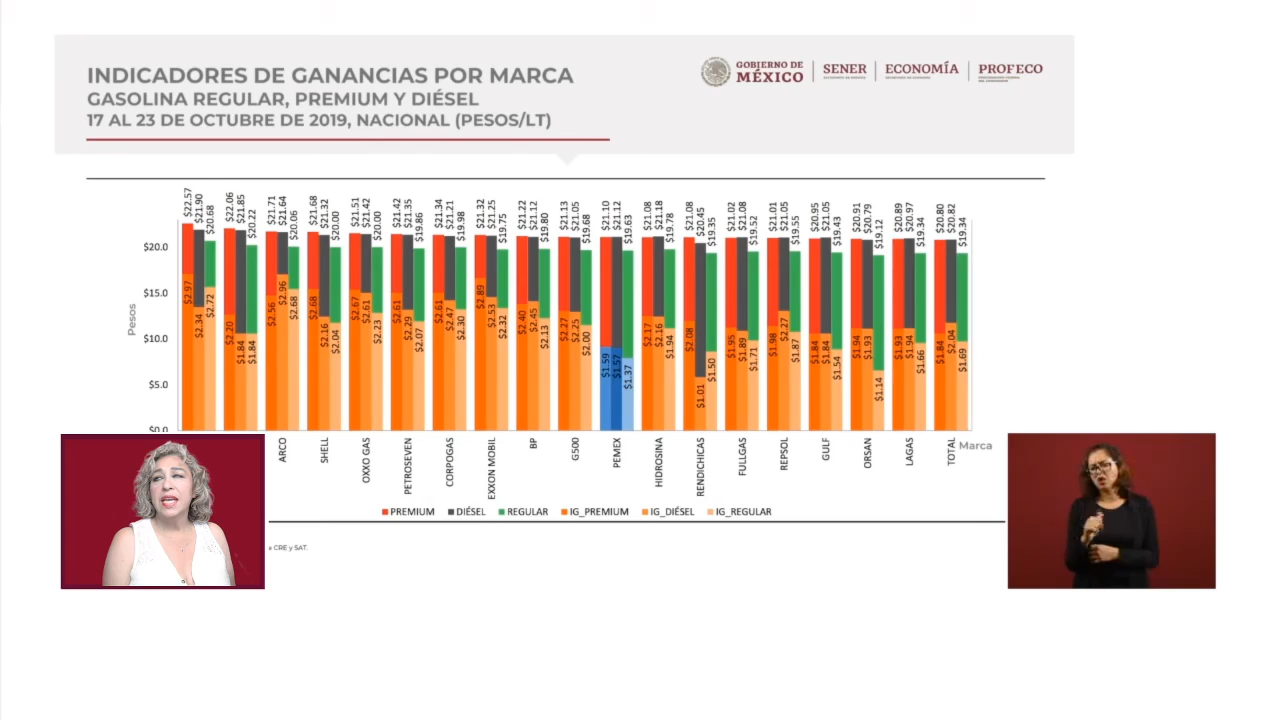 INDICADORES DE GANANCIAS POR MARCA
GASOLINA REGULAR, PREMIUM Y DIÉSEL
17 AL 23 DE OCTUBRE DE 2019, NACIONAL (PESOS/LT)
GOBIERNO DE
MÉXICO
SENER
ECONOMÍA
PROFECO
$22.57 $21.90 $20.68
$22.06 $21.85 $20.22
$21.71 $21.64 $20.06
$21.68 $21.32 $20.00
$21.51 $21.42 $20.00
$21.42 $21.35 $19.86
$21.34 $21.21 $19.98
$21.32 $21.25 $19.75
$21.22 $21.12 $19.80
$21.13 $21.05 $19.68
$21.10 $21.12 $19.63
$21.08 $21.18 $19.78
$21.08 $20.45 $19.35
$21.02 $21.08 $19.52
$21.01 $21.05 $19.55
$20.95 $21.05 $19.43
$20.91 $20.79 $19.12
$20.89 $20.97 $19.34
$20.80 $20.82 $19.34
Pesos
$20.0
$15.0
$10.0
$5.0
$0.0
$2.97 $2.34 $2.72
$2.20 $1.84 $1.84
$2.56 $2.96 $2.68
$2.68 $2.16 $2.04
$2.67 $2.61 $2.23
$2.61 $2.29 $2.07
$2.61 $2.47 $2.30
$2.89 $2.53 $2.32
$2.40 $2.45 $2.13
$2.27 $2.25 $2.00
$1.59 $1.57 $1.37
$2.17 $2.16 $1.94
$2.08 $1.01 $1.50
$1.95 $1.89 $1.71
$1.98 $2.27 $1.87
$1.84 $1.84 $1.54
$1.94 $1.93 $1.14
$1.93 $1.94 $1.66
$1.84 $2.04 $1.69
ARCO
SHELL
OXXO GAS
PETROSEVEN
CORPOGAS
EXXON MOBIL
BP
G500
PEMEX
HIDROSINA
RENDICHICAS
FULLGAS
REPSOL
GULF
ORSAN
LAGAS
TOTAL
Marca
PREMIUM DIÉSEL REGULAR IG_PREMIUM IG_DIÉSEL IG_REGULAR
e CRE y SAT.